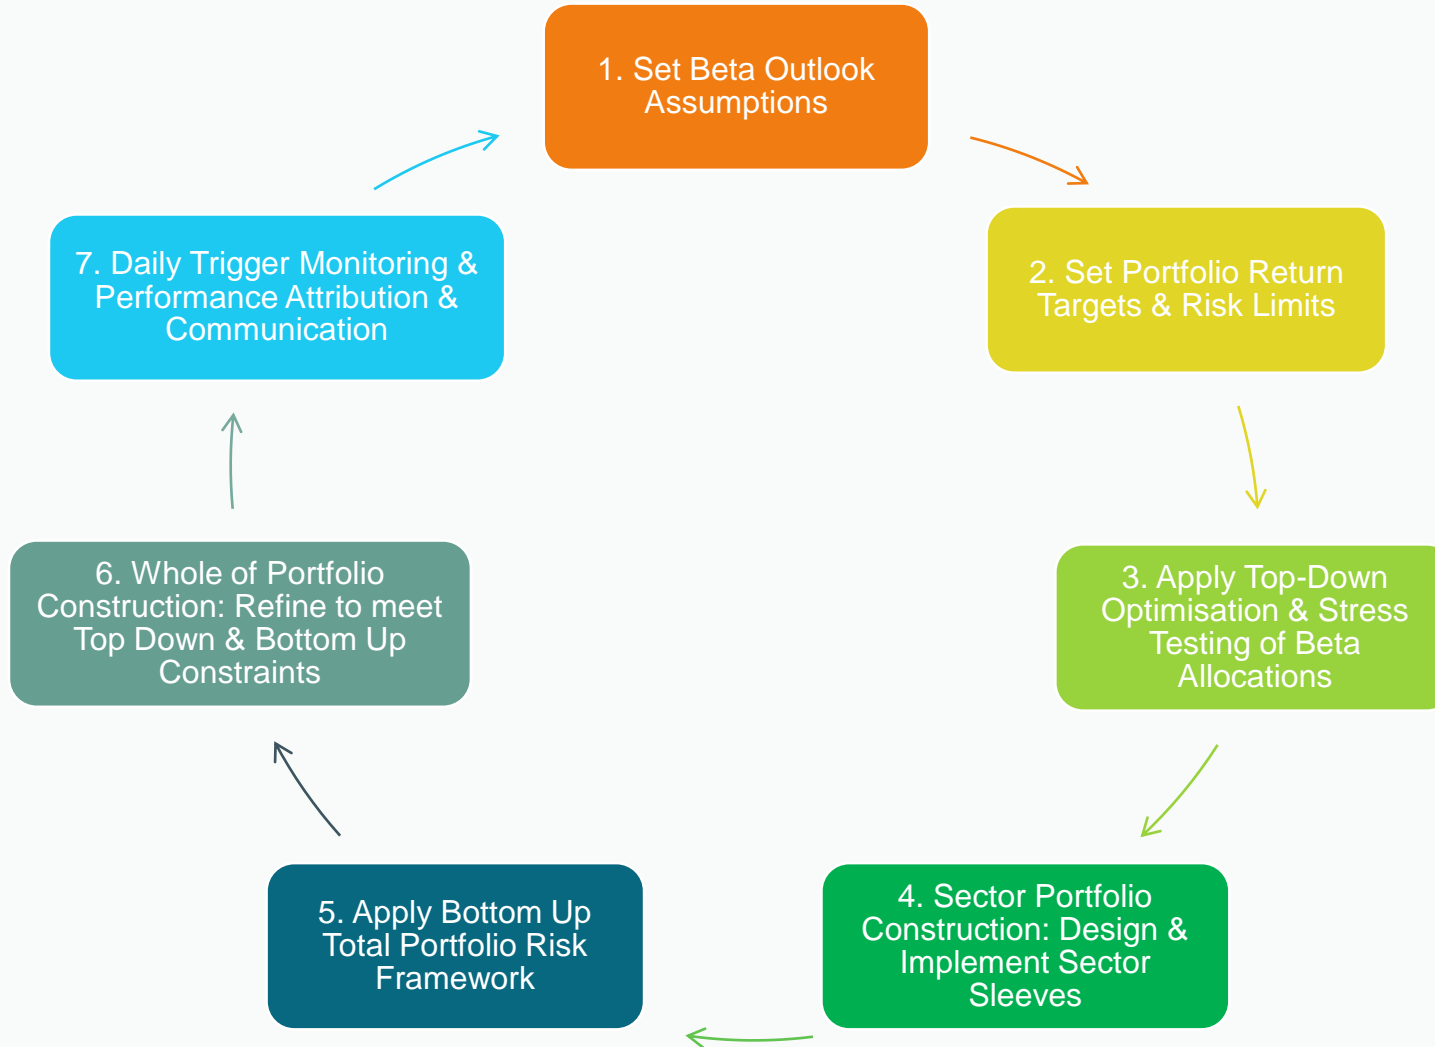 1. Set Beta Outlook
Assumptions
2. Set Portfolio Return
Targets & Risk Limits
3. Apply Top-Down
Optimisation & Stress
Testing of Beta
Allocations
4. Sector Portfolio
Construction: Design &
Implement Sector
Sleeves
5. Apply Bottom Up
Total Portfolio Risk
Framework
6. Whole of Portfolio
Construction: Refine to meet
Top Down & Bottom Up
Constraints
7. Daily Trigger Monitoring &
Performance Attribution &
Communication